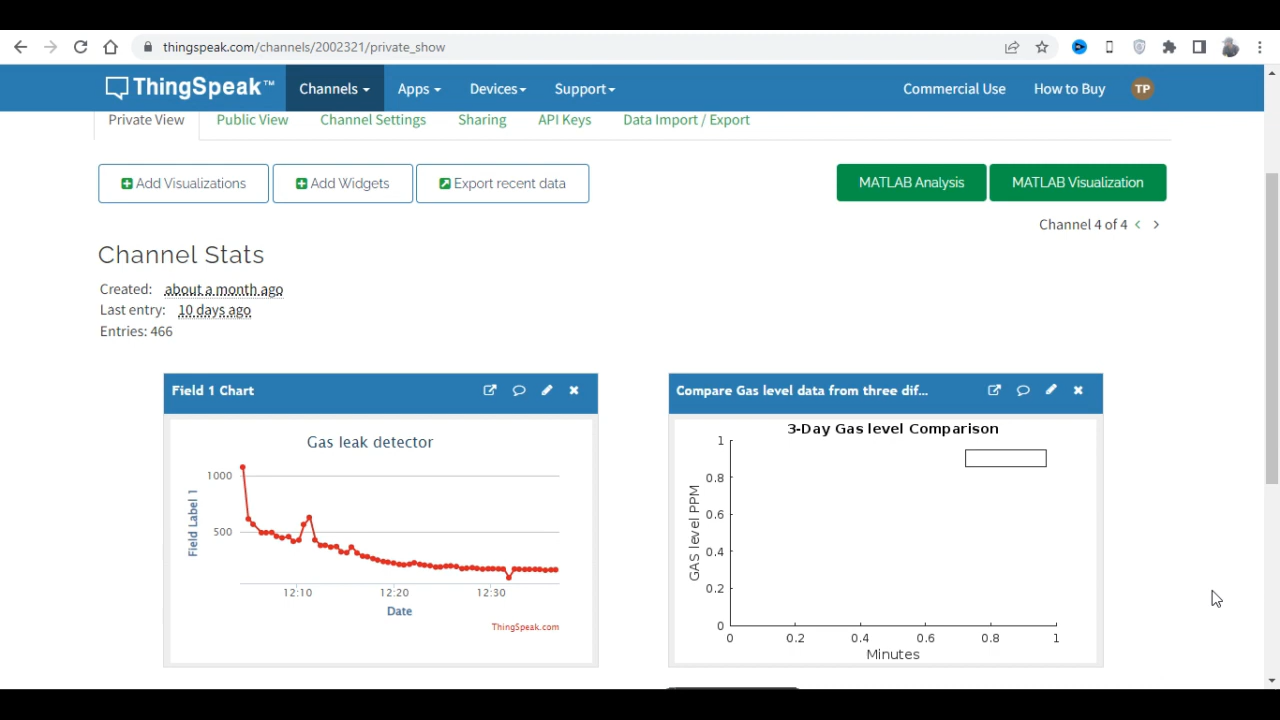 thingspeak.com/channels/2002321/private_show
ThingSpeak™ Channels Apps Devices Support Commercial Use How to Buy TP
Private View Public View Channel Settings Sharing API Keys Data Import / Export
Add Visualizations Add Widgets Export recent data MATLAB Analysis MATLAB Visualization
Channel 4 of 4
Channel Stats
Created: about a month ago
Last entry: 10 days ago
Entries: 466
Field 1 Chart
Gas leak detector
Field Label 1
1000
500
12:10 12:20 12:30
Date
ThingSpeak.com
Compare Gas level data from three dif...
3-Day Gas level Comparison
GAS level PPM
1
0.8
0.6
0.4
0.2
0
0 0.2 0.4 0.6 0.8 1
Minutes